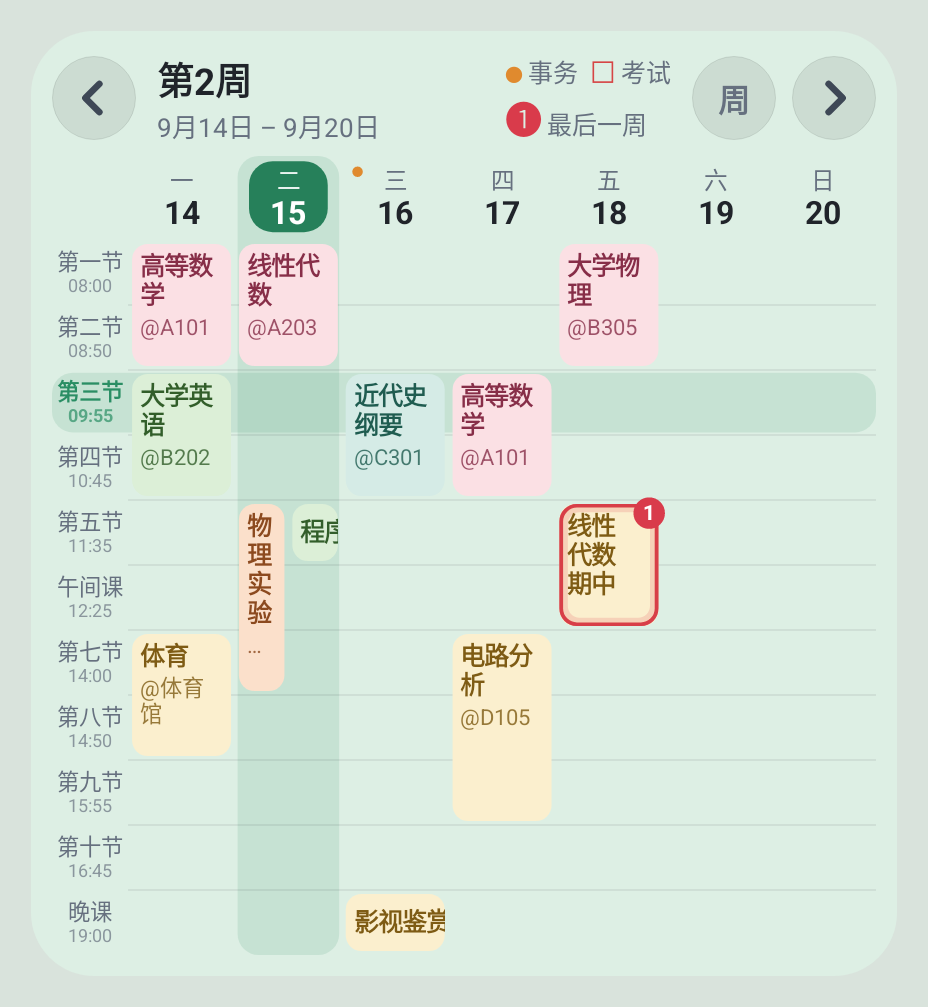 第2周
9月14日 – 9月20日
事务 考试
1 最后一周
周
一 二 三 四 五 六 日
14 15 16 17 18 19 20
第一节
08:00
第二节
08:50
第三节
09:55
第四节
10:45
第五节
11:35
午间课
12:25
第七节
14:00
第八节
14:50
第九节
15:55
第十节
16:45
晚课
19:00
高等数
学
@A101
大学英
语
@B202
体育
@体育
馆
线性代
数
@A203
物
理
实
验
...
程序
近代史
纲要
@C301
影视鉴赏
高等数
学
@A101
电路分
析
@D105
大学物
理
@B305
1
线性
代数
期中